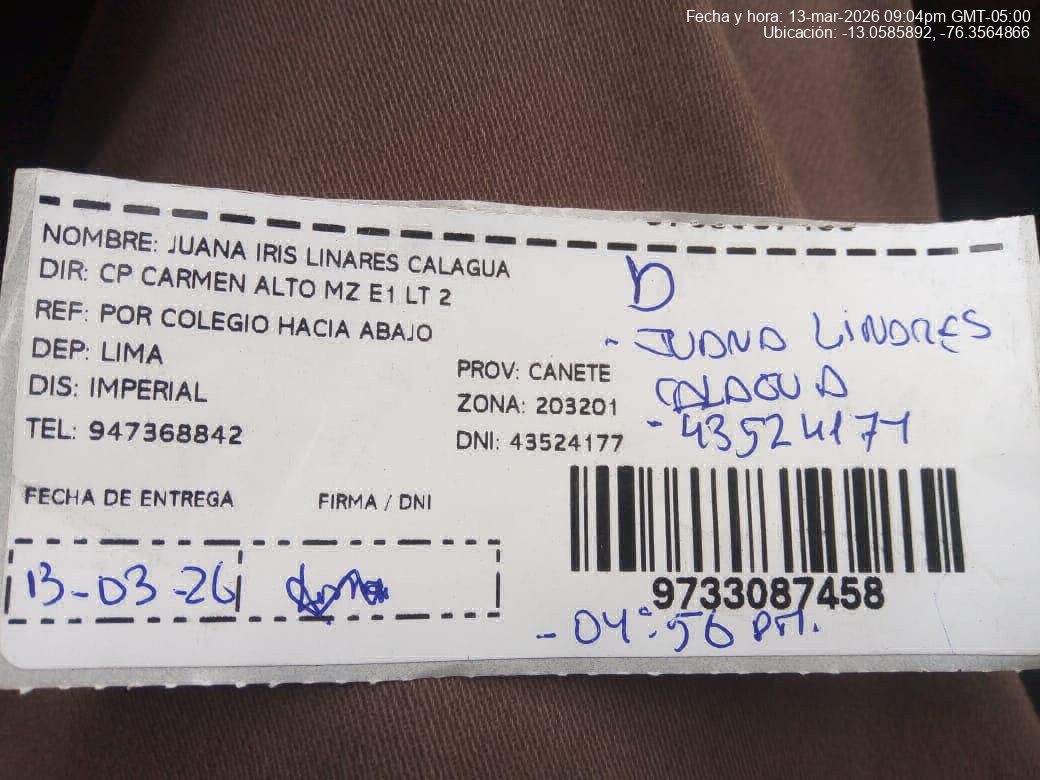 Fecha y hora: 13-mar-2026 09:04pm GMT-05:00
Ubicación: -13.0585892, -76.3564866
NOMBRE: JUANA IRIS LINARES CALAGUA
DIR: CP CARMEN ALTO MZ E1 LT 2
REF: POR COLEGIO HACIA ABAJO
DEP: LIMA
DIS: IMPERIAL
TEL: 947368842
PROV: CANETE
ZONA: 203201
DNI: 43524177
D
- JUANA LINARES
CALAGUA
- 43524177
FECHA DE ENTREGA
FIRMA / DNI
13-03-26
9733087458
- 04:56 PM.